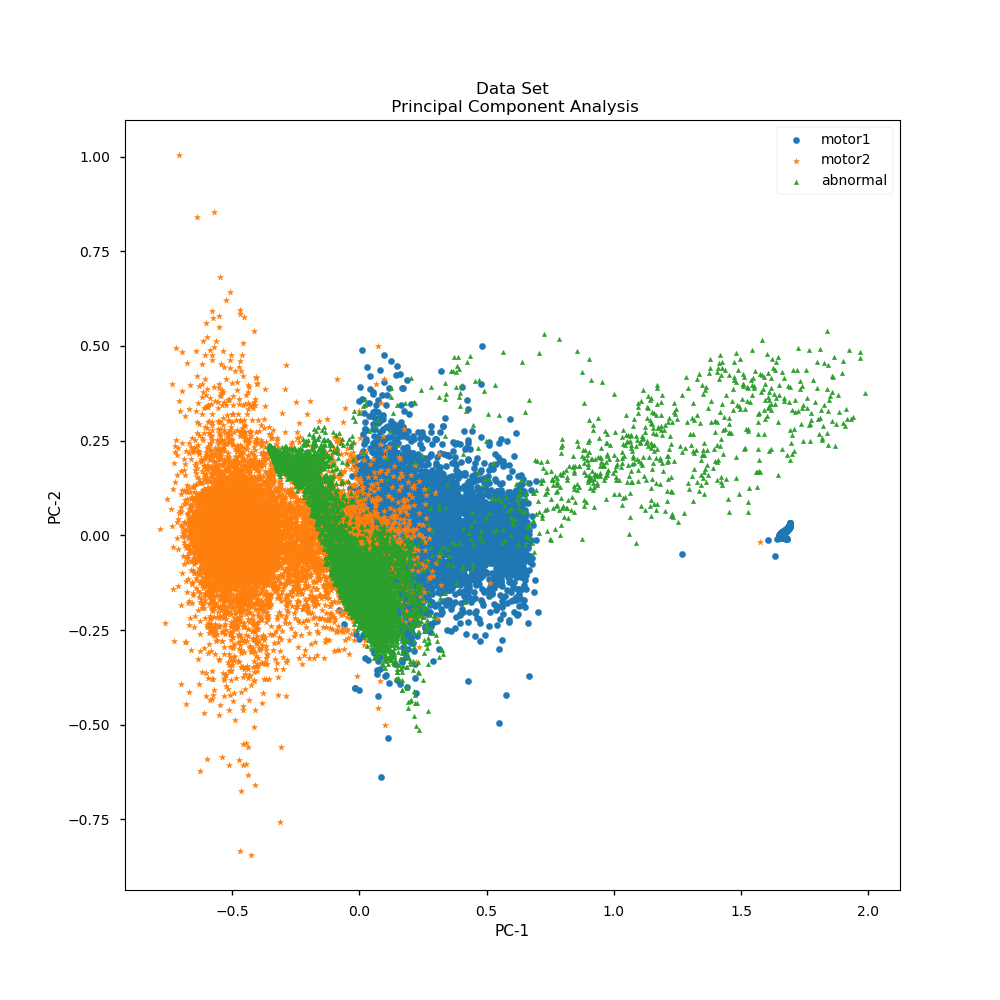 Data Set
Principal Component Analysis
motor1
motor2
abnormal
1.00
0.75
0.50
0.25
0.00
−0.25
−0.50
−0.75
PC-2
−0.5
0.0
0.5
1.0
1.5
2.0
PC-1